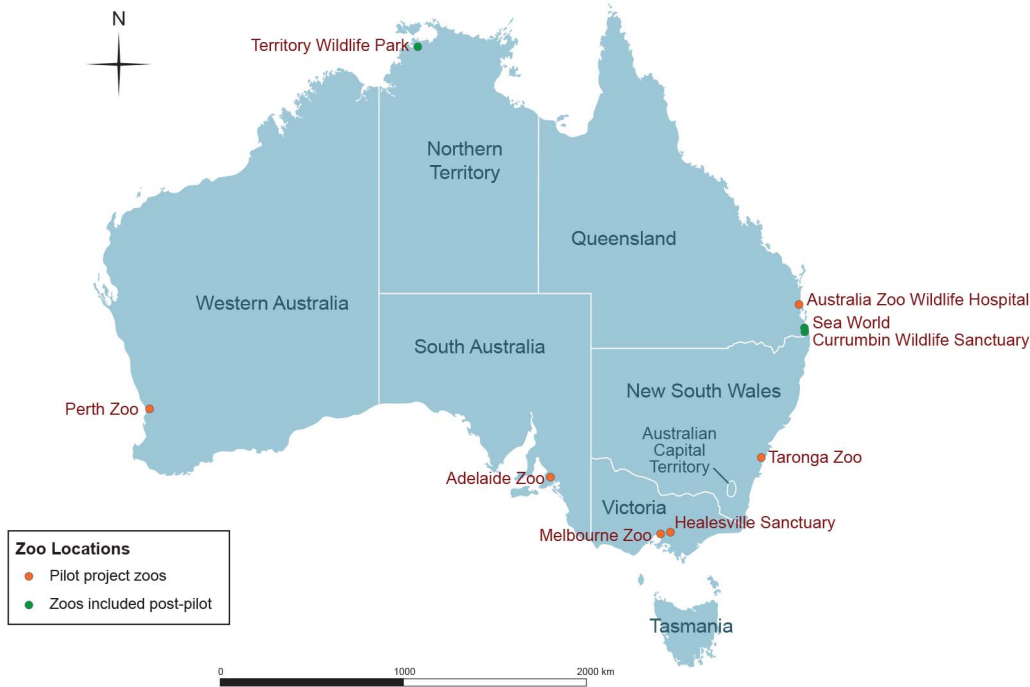 N
Territory Wildlife Park
Northern
Territory
Queensland
Western Australia
Australia Zoo Wildlife Hospital
Sea World
Currumbin Wildlife Sanctuary
South Australia
New South Wales
Perth Zoo
Australian
Capital
Territory
Taronga Zoo
Adelaide Zoo
Victoria
Healesville Sanctuary
Melbourne Zoo
Zoo Locations
Pilot project zoos
Zoos included post-pilot
Tasmania
0 1000 2000 km